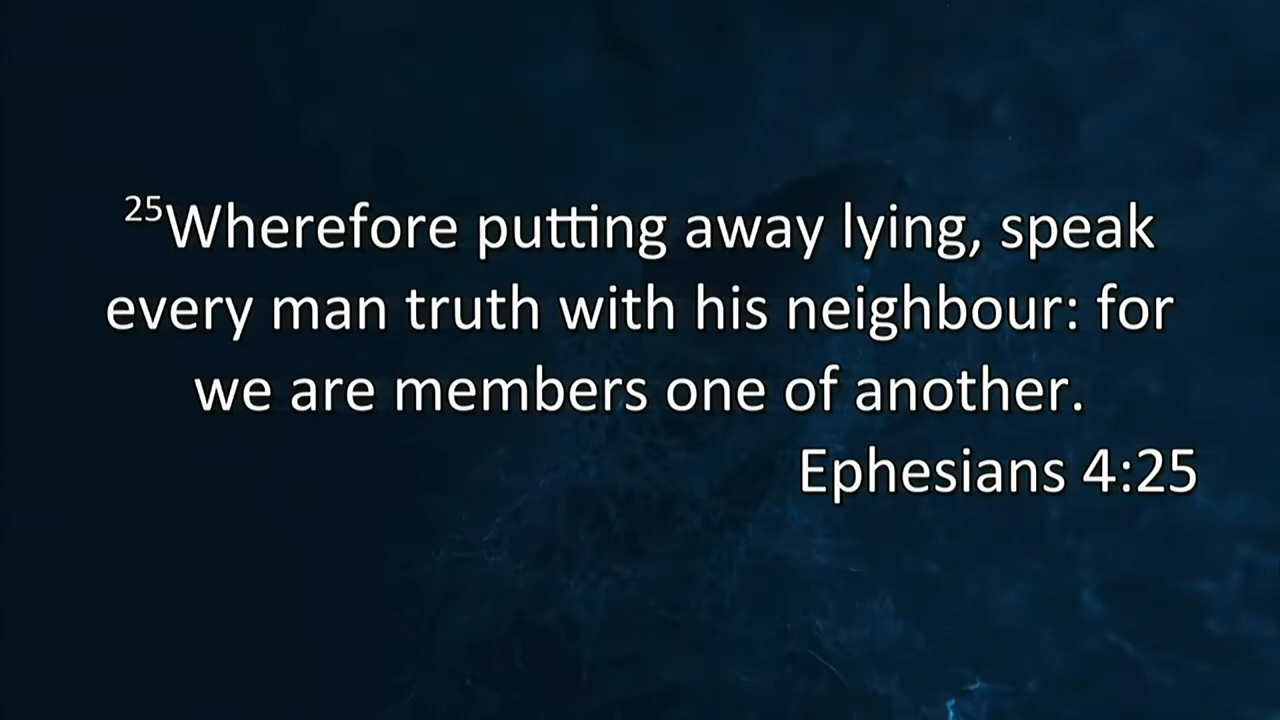 25Wherefore putting away lying, speak
every man truth with his neighbour: for
we are members one of another.
Ephesians 4:25